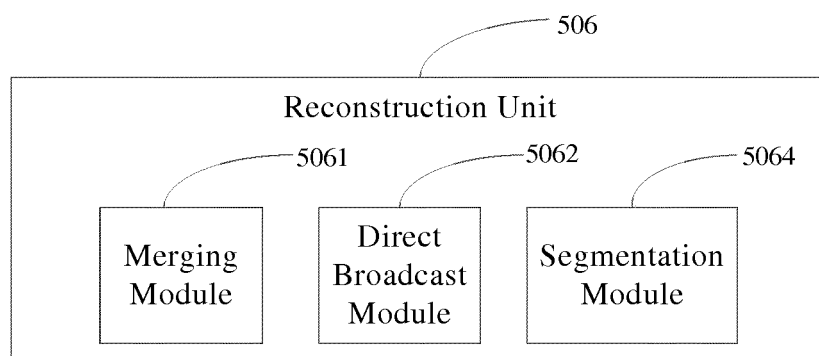 506
Reconstruction Unit
5061
5062
5064
Merging
Module
Direct
Broadcast
Module
Segmentation
Module